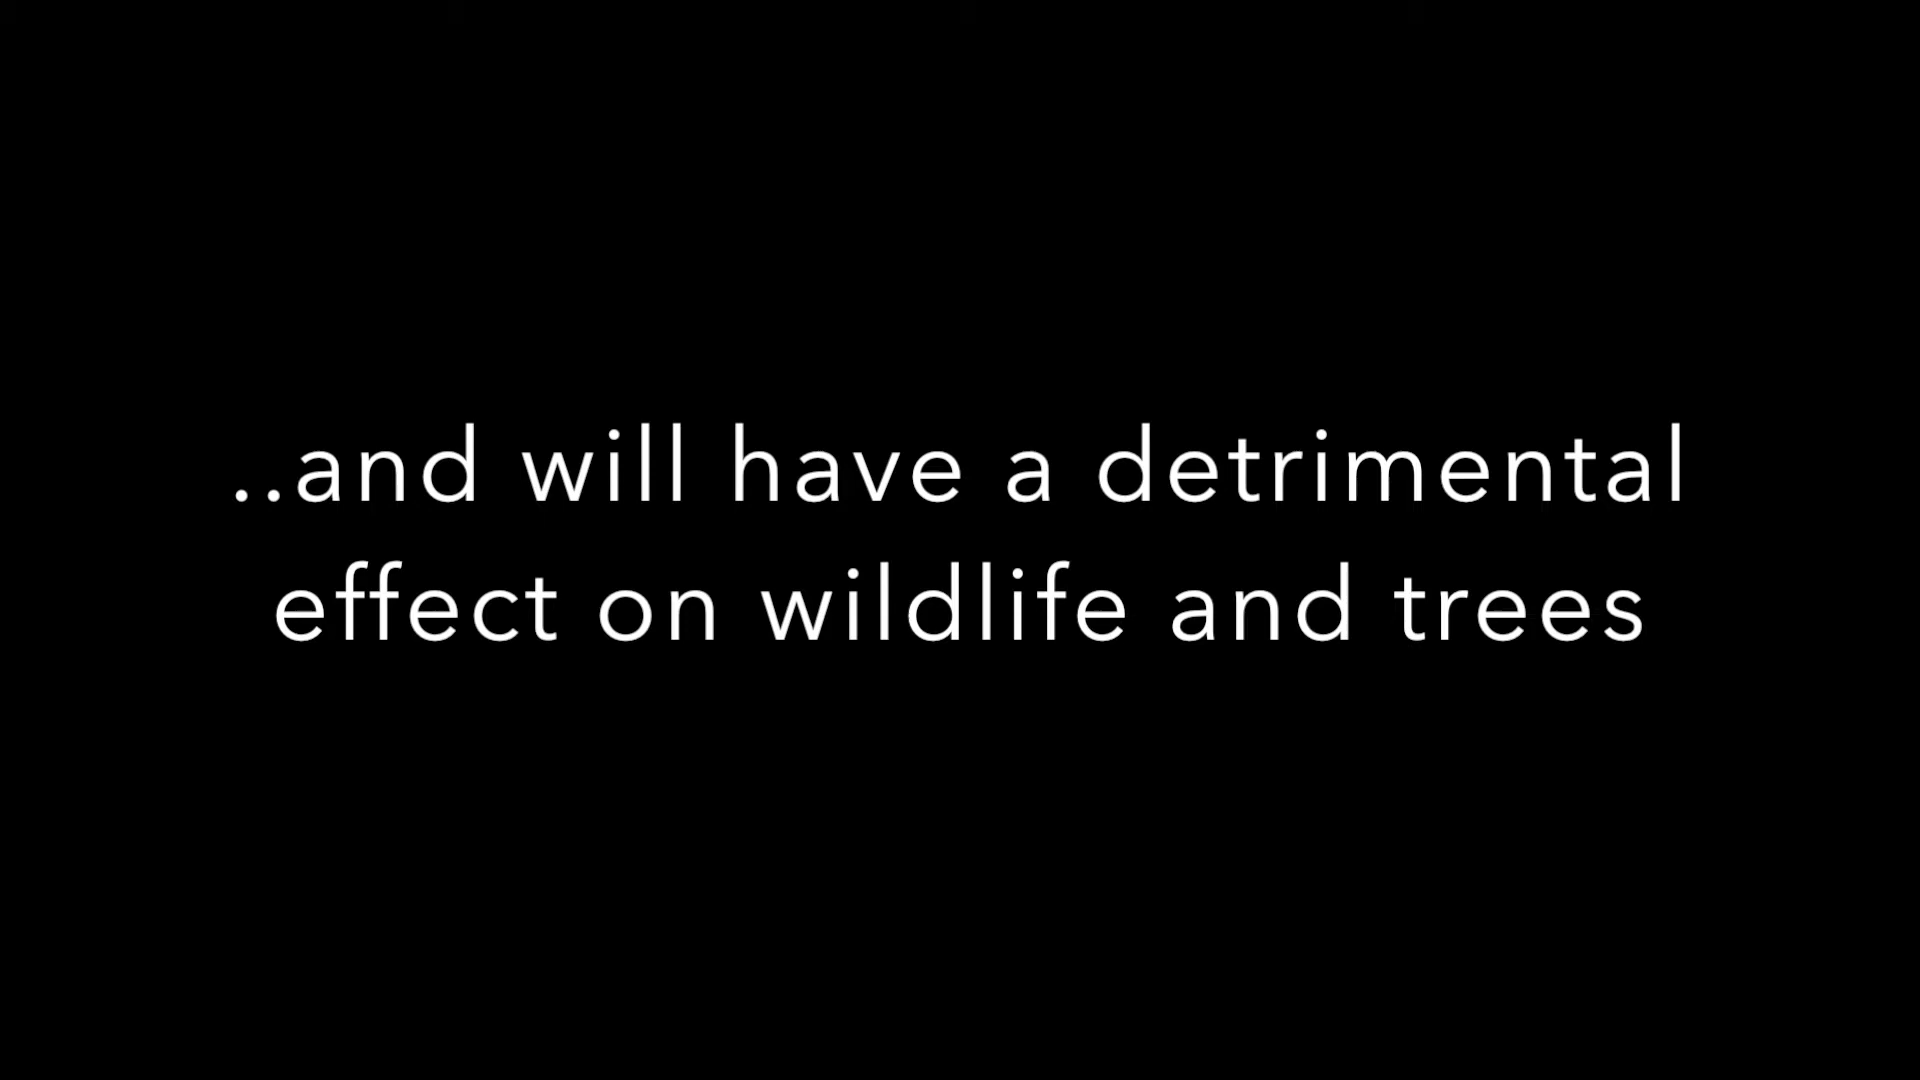 ..and will have a detrimental
effect on wildlife and trees